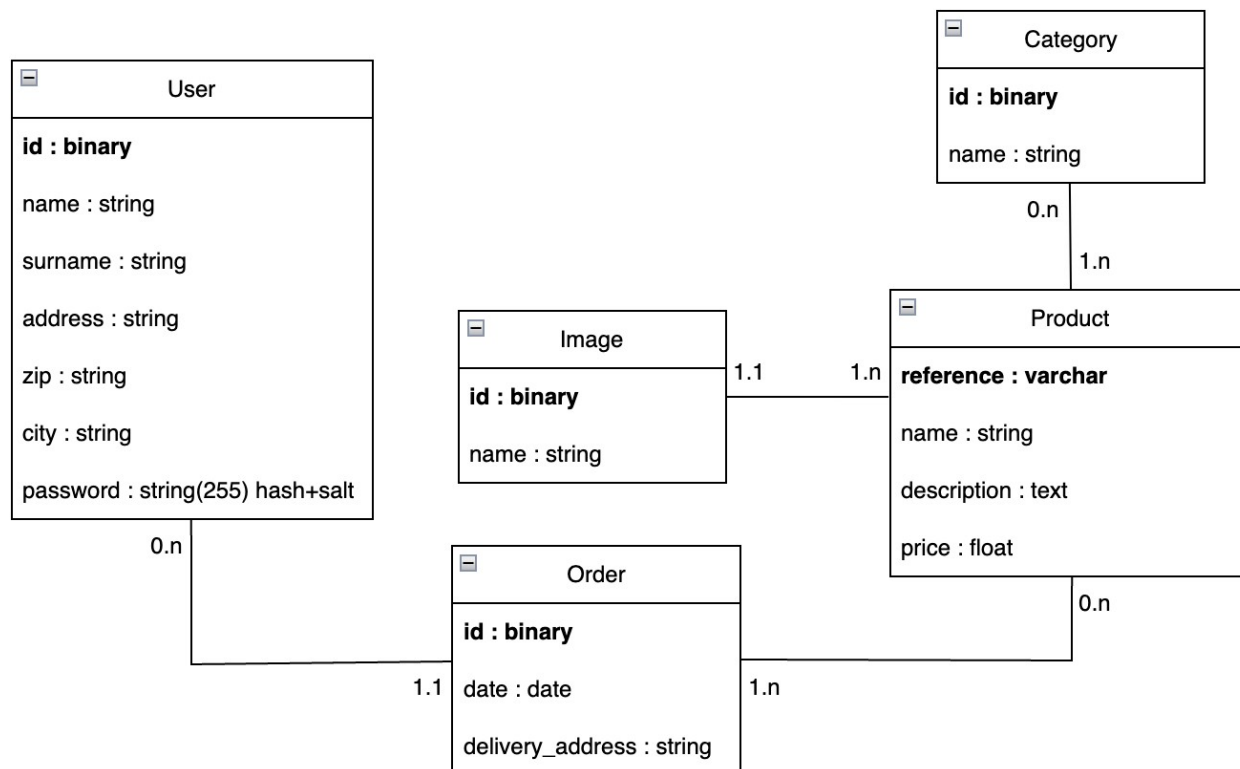 User
id : binary
name : string
surname : string
address : string
zip : string
city : string
password : string(255) hash+salt
0.n
Category
id : binary
name : string
0.n
1.n
Image
id : binary
name : string
1.1
1.n
Product
reference : varchar
name : string
description : text
price : float
0.n
Order
id : binary
date : date
delivery_address : string
1.1
1.n